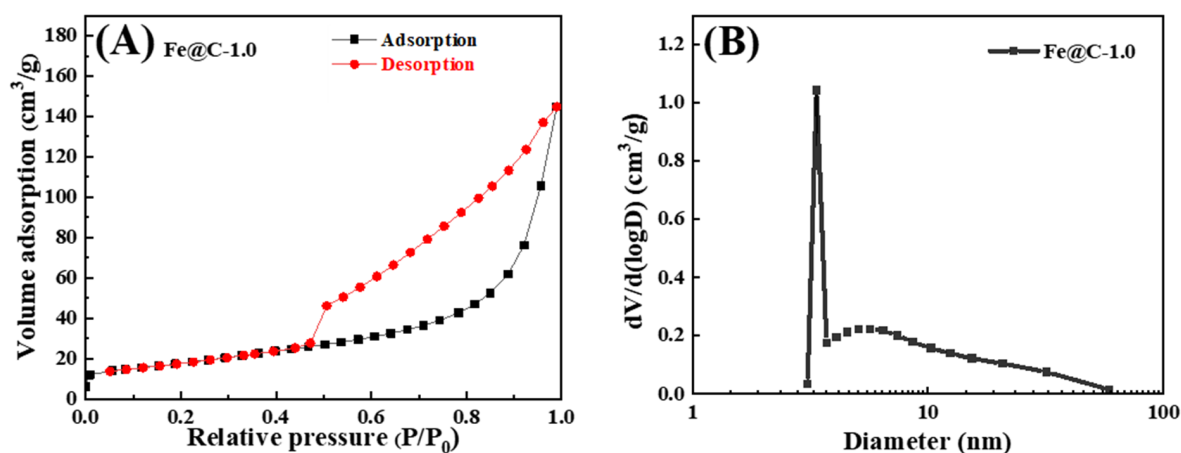 (A)
Fe@C-1.0
Adsorption
Desorption
Volume adsorption (cm³/g)
180
160
140
120
100
80
60
40
20
0
0.0
0.2
0.4
0.6
0.8
1.0
Relative pressure (P/P₀)
(B)
Fe@C-1.0
dV/d(logD) (cm³/g)
1.2
1.0
0.8
0.6
0.4
0.2
0.0
1
10
100
Diameter (nm)